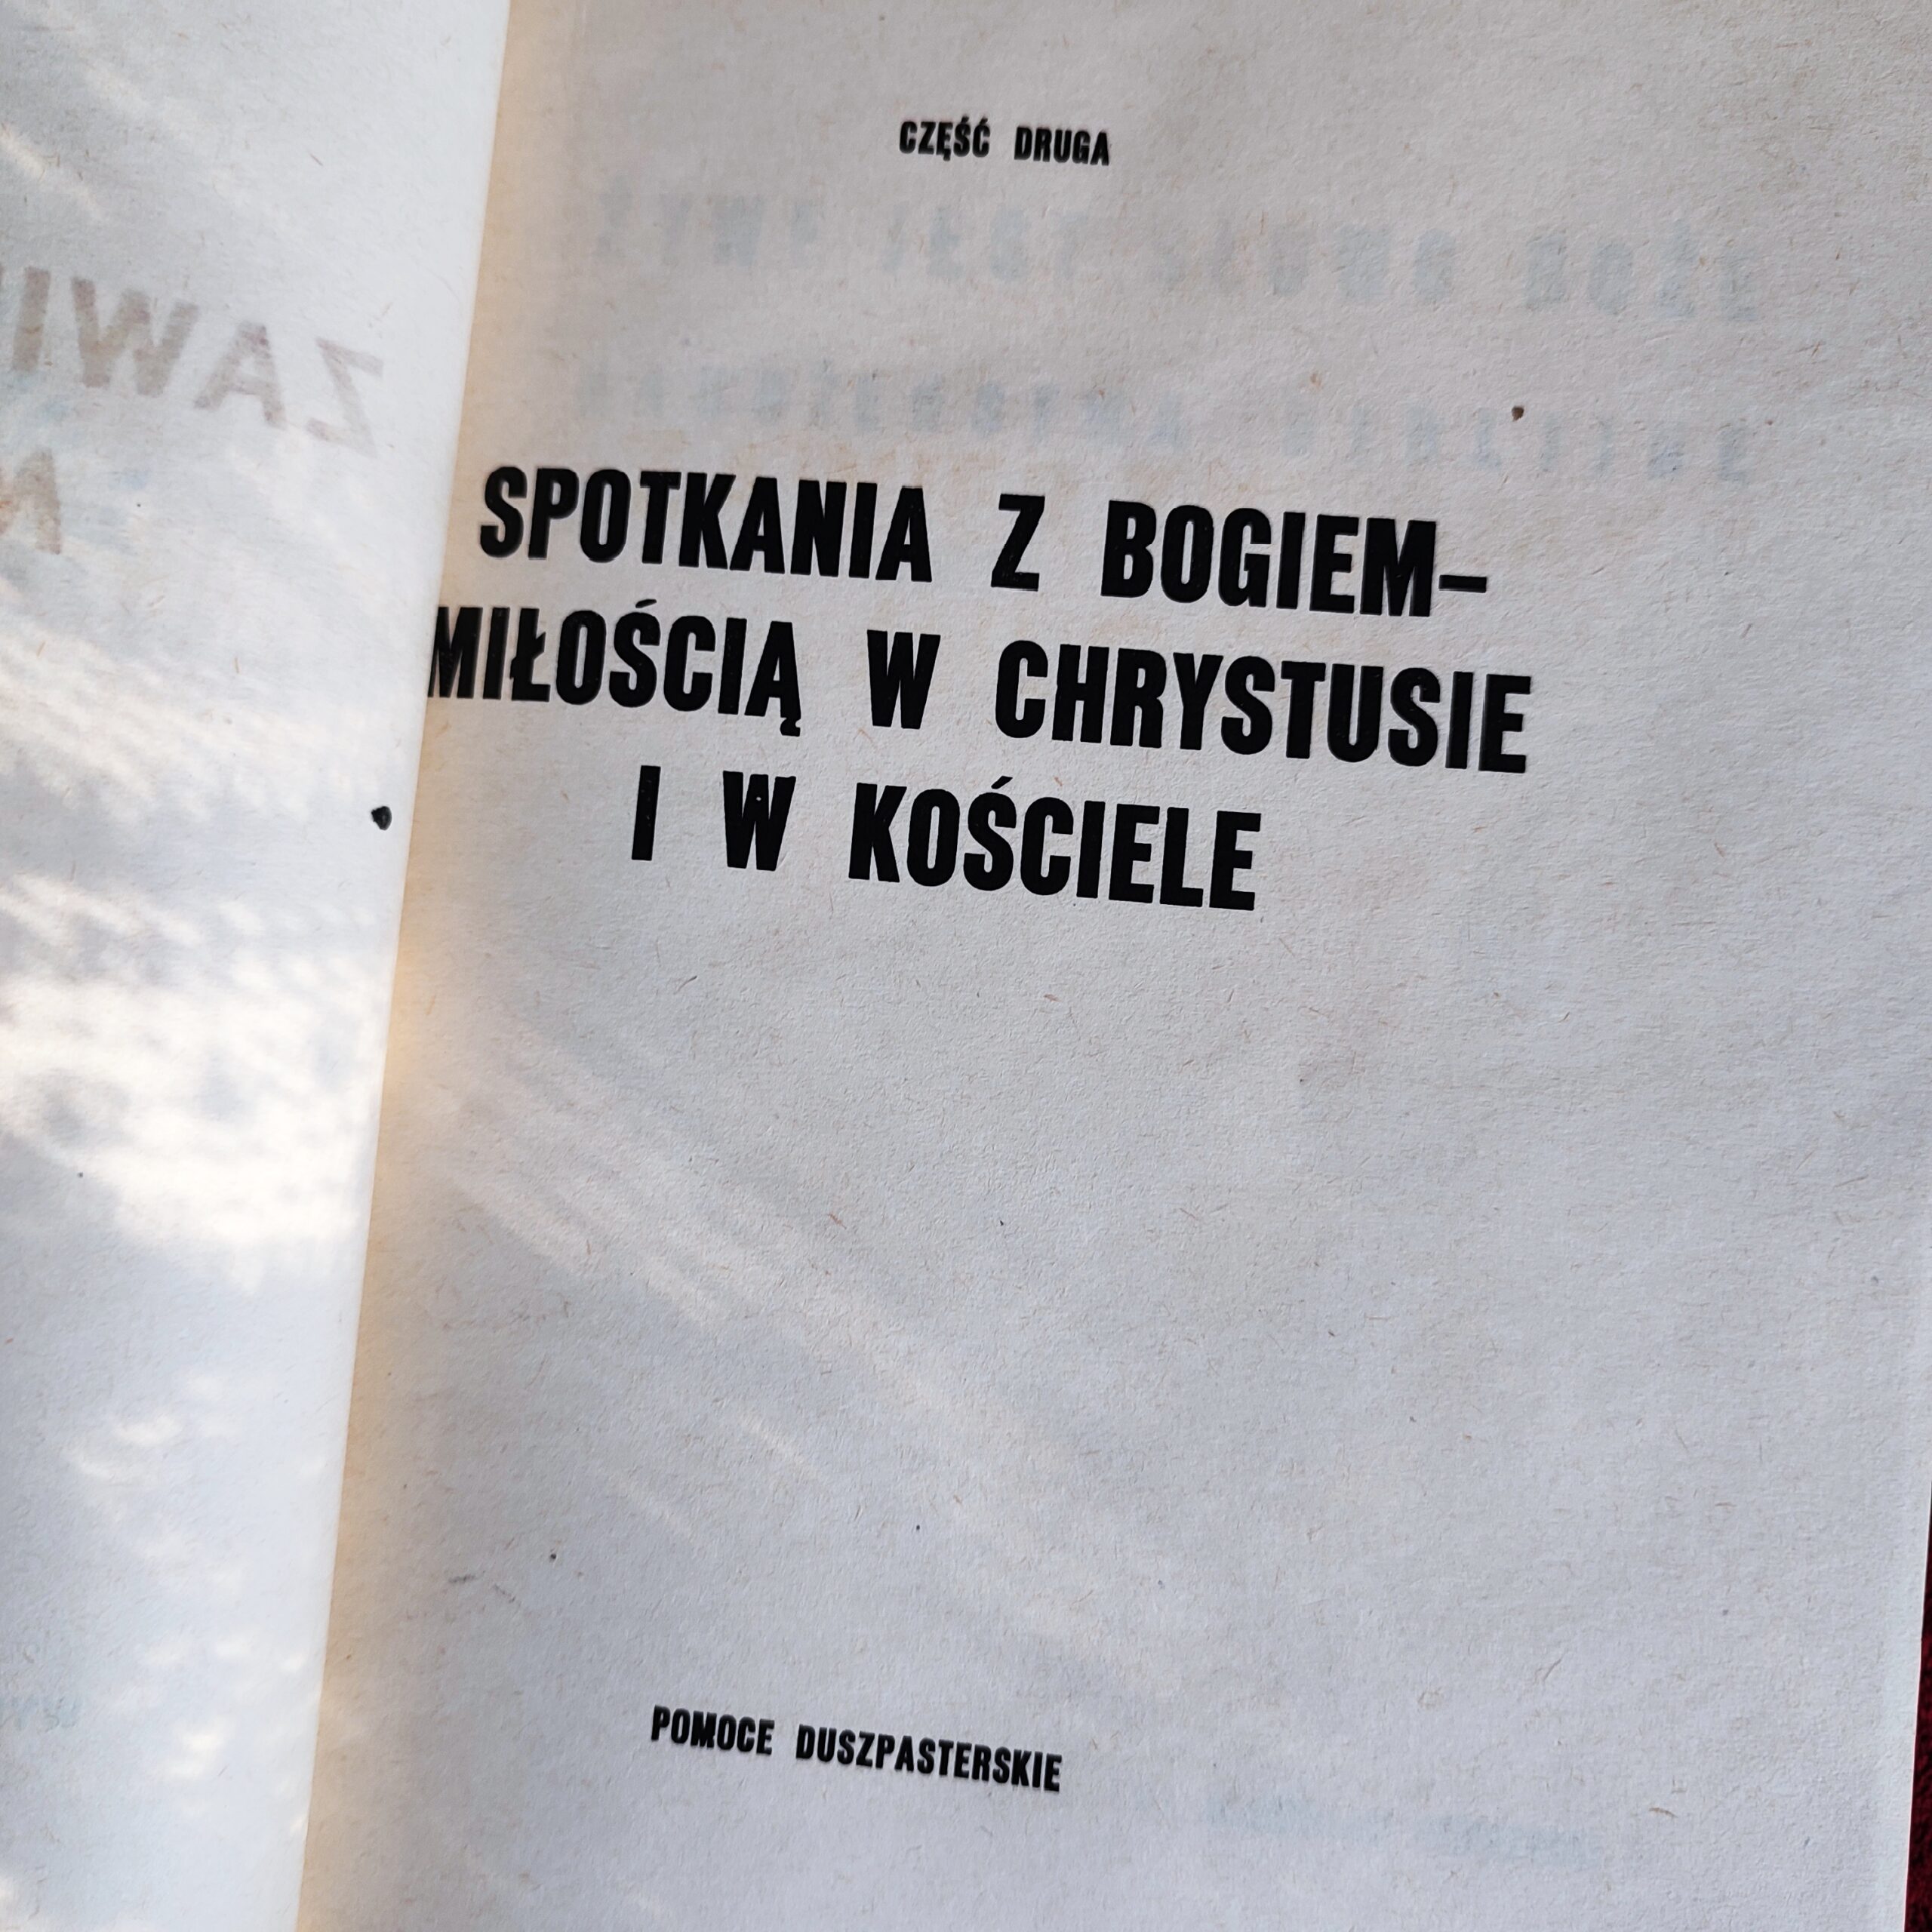 CZĘŚĆ DRUGA
SPOTKANIA Z BOGIEM–
MIŁOŚCIĄ W CHRYSTUSIE
I W KOŚCIELE
POMOCE DUSZPASTERSKIE